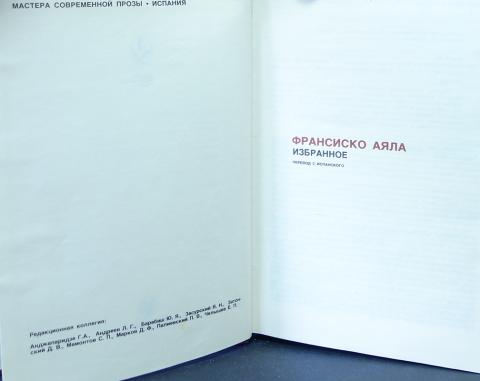 МАСТЕРА СОВРЕМЕННОЙ ПРОЗЫ • ИСПАНИЯ
ФРАНСИСКО АЯЛА
ИЗБРАННОЕ
ПЕРЕВОД С ИСПАНСКОГО
Редакционная коллегия:
Анджапаридзе Г.А., Андреев Л. Г., Барабаш Ю. Я., Засурский Я. Н., Затон-
ский Д. В., Мамонтов С. П., Марков Д. Ф., Палиевский П. В., Челышев Е. П.